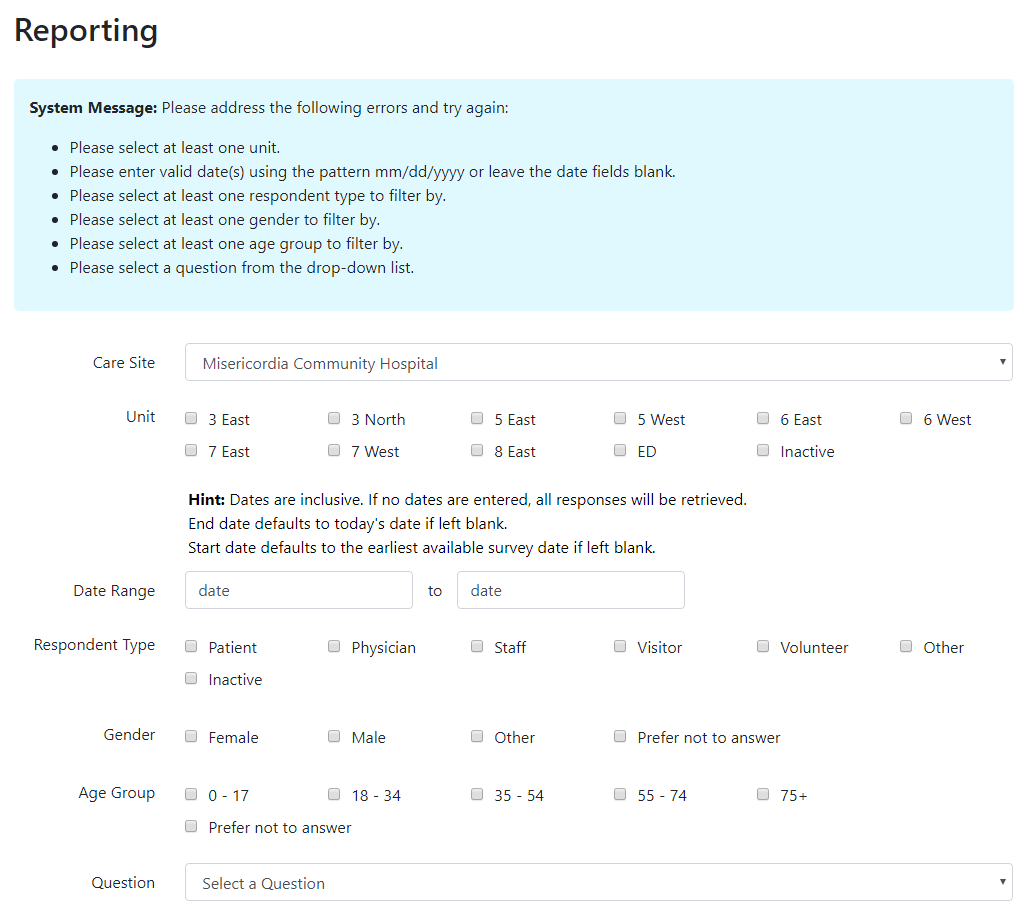 Reporting
System Message: Please address the following errors and try again:
Please select at least one unit.
Please enter valid date(s) using the pattern mm/dd/yyyy or leave the date fields blank.
Please select at least one respondent type to filter by.
Please select at least one gender to filter by.
Please select at least one age group to filter by.
Please select a question from the drop-down list.
Care Site Misericordia Community Hospital
Unit 3 East 3 North 5 East 5 West 6 East 6 West
7 East 7 West 8 East ED Inactive
Hint: Dates are inclusive. If no dates are entered, all responses will be retrieved.
End date defaults to today's date if left blank.
Start date defaults to the earliest available survey date if left blank.
Date Range date to date
Respondent Type Patient Physician Staff Visitor Volunteer Other
Inactive
Gender Female Male Other Prefer not to answer
Age Group 0 - 17 18 - 34 35 - 54 55 - 74 75+
Prefer not to answer
Question Select a Question